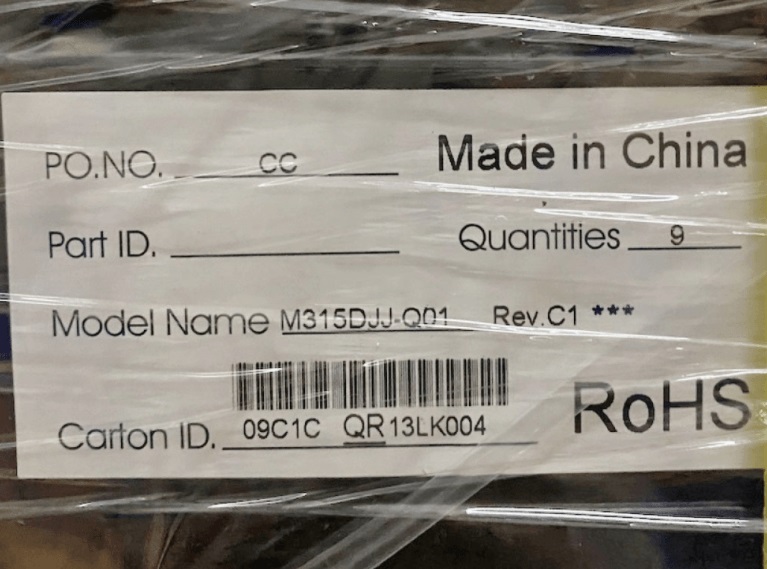 PO.NO. CC Made in China
Part ID. Quantities 9
Model Name M315DJJ-Q01 Rev.C1 ***
Carton ID. 09C1C QR13LK004 RoHS